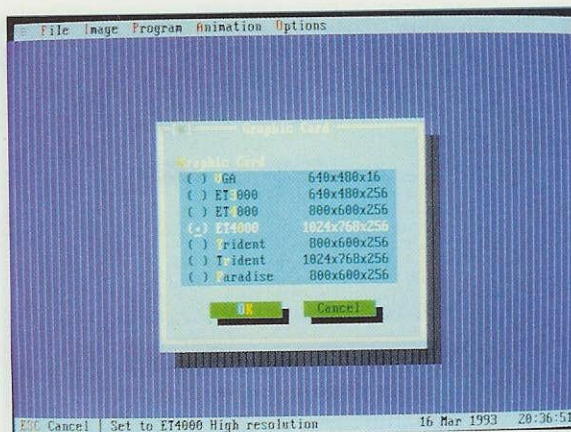 ≡ File Image Program Animation Options
Graphic Card
Graphic Card
( ) VGA 640x480x16
( ) ET3000 640x480x256
( ) ET4000 800x600x256
(•) ET4000 1024x768x256
( ) Trident 800x600x256
( ) Trident 1024x768x256
( ) Paradise 800x600x256
OK Cancel
ESC Cancel | Set to ET4000 High resolution 16 Mar 1993 20:36:51